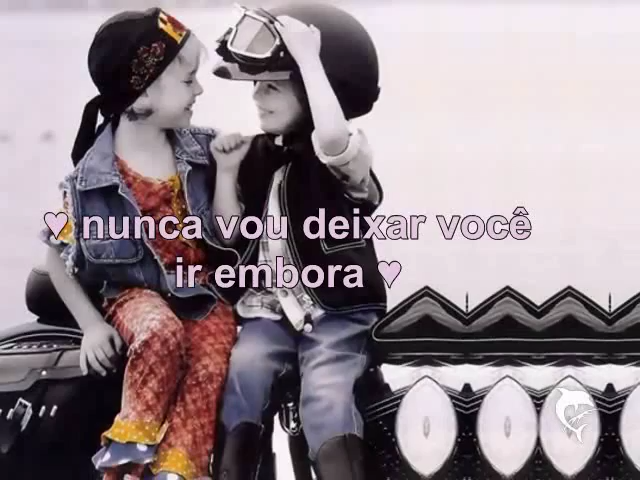 ♥ nunca vou deixar você
ir embora ♥